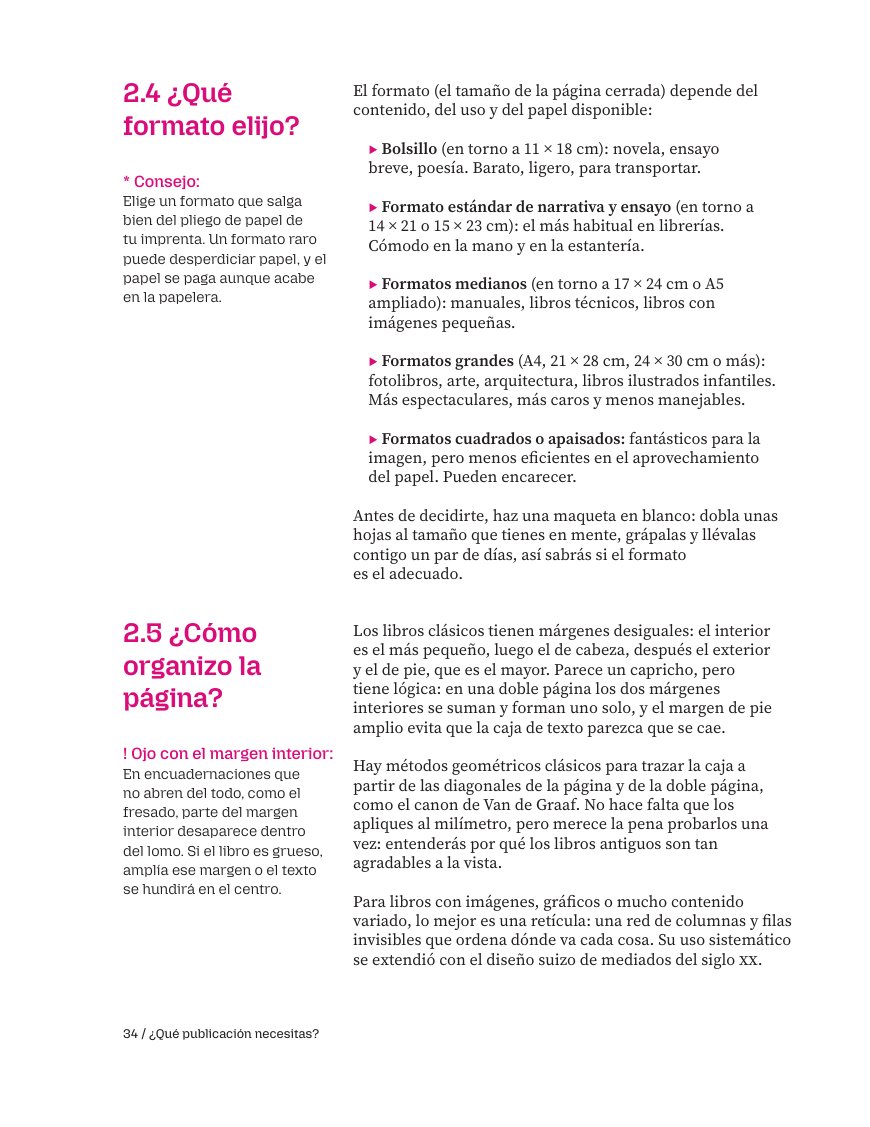 2.4 ¿Qué
formato elijo?
* Consejo:
Elige un formato que salga
bien del pliego de papel de
tu imprenta. Un formato raro
puede desperdiciar papel, y el
papel se paga aunque acabe
en la papelera.
El formato (el tamaño de la página cerrada) depende del
contenido, del uso y del papel disponible:
▶ Bolsillo (en torno a 11 × 18 cm): novela, ensayo
breve, poesía. Barato, ligero, para transportar.
▶ Formato estándar de narrativa y ensayo (en torno a
14 × 21 o 15 × 23 cm): el más habitual en librerías.
Cómodo en la mano y en la estantería.
▶ Formatos medianos (en torno a 17 × 24 cm o A5
ampliado): manuales, libros técnicos, libros con
imágenes pequeñas.
▶ Formatos grandes (A4, 21 × 28 cm, 24 × 30 cm o más):
fotolibros, arte, arquitectura, libros ilustrados infantiles.
Más espectaculares, más caros y menos manejables.
▶ Formatos cuadrados o apaisados: fantásticos para la
imagen, pero menos eficientes en el aprovechamiento
del papel. Pueden encarecer.
Antes de decidirte, haz una maqueta en blanco: dobla unas
hojas al tamaño que tienes en mente, grápalas y llévalas
contigo un par de días, así sabrás si el formato
es el adecuado.
2.5 ¿Cómo
organizo la
página?
! Ojo con el margen interior:
En encuadernaciones que
no abren del todo, como el
fresado, parte del margen
interior desaparece dentro
del lomo. Si el libro es grueso,
amplía ese margen o el texto
se hundirá en el centro.
Los libros clásicos tienen márgenes desiguales: el interior
es el más pequeño, luego el de cabeza, después el exterior
y el de pie, que es el mayor. Parece un capricho, pero
tiene lógica: en una doble página los dos márgenes
interiores se suman y forman uno solo, y el margen de pie
amplio evita que la caja de texto parezca que se cae.
Hay métodos geométricos clásicos para trazar la caja a
partir de las diagonales de la página y de la doble página,
como el canon de Van de Graaf. No hace falta que los
apliques al milímetro, pero merece la pena probarlos una
vez: entenderás por qué los libros antiguos son tan
agradables a la vista.
Para libros con imágenes, gráficos o mucho contenido
variado, lo mejor es una retícula: una red de columnas y filas
invisibles que ordena dónde va cada cosa. Su uso sistemático
se extendió con el diseño suizo de mediados del siglo XX.
34 / ¿Qué publicación necesitas?